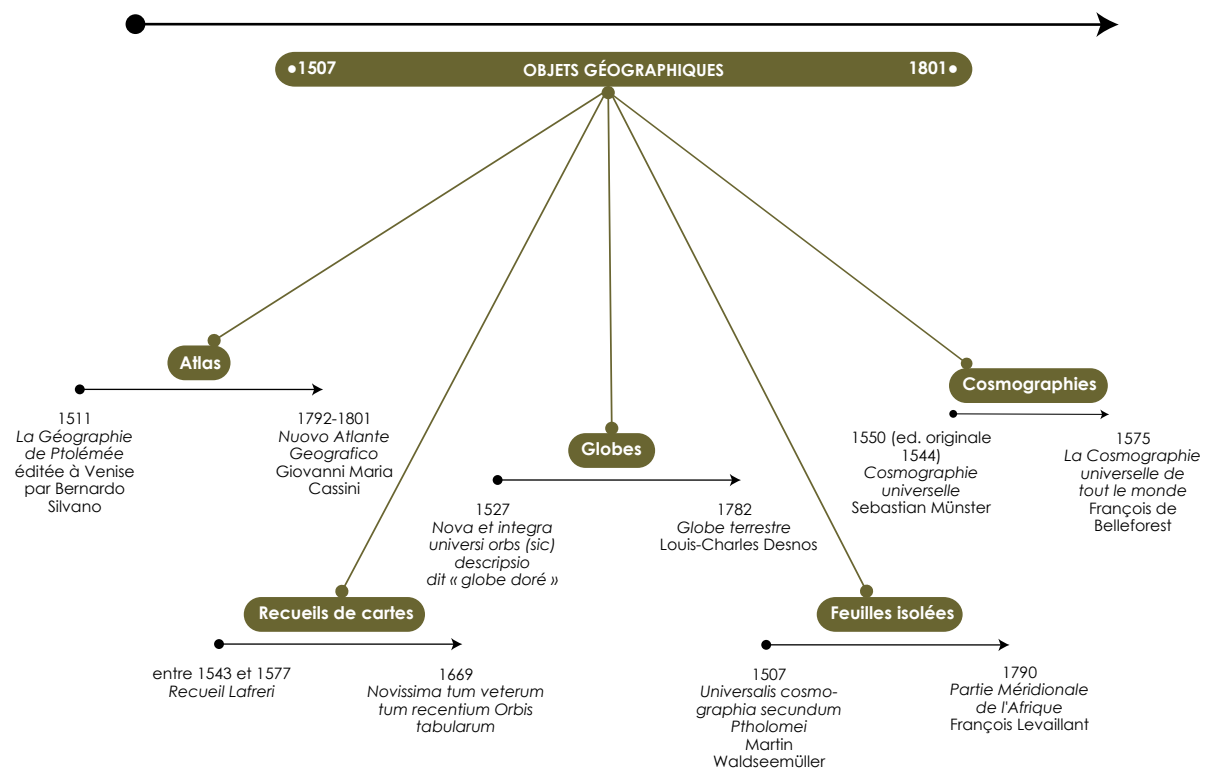 •1507 OBJETS GÉOGRAPHIQUES 1801•
Atlas
1511
La Géographie
de Ptolémée
éditée à Venise
par Bernardo
Silvano
1792-1801
Nuovo Atlante
Geografico
Giovanni Maria
Cassini
Recueils de cartes
entre 1543 et 1577
Recueil Lafreri
1669
Novissima tum veterum
tum recentium Orbis
tabularum
Globes
1527
Nova et integra
universi orbs (sic)
descripsio
dit « globe doré »
1782
Globe terrestre
Louis-Charles Desnos
Feuilles isolées
1507
Universalis cosmo-
graphia secundum
Ptholomei
Martin
Waldseemüller
1790
Partie Méridionale
de l'Afrique
François Levaillant
Cosmographies
1550 (ed. originale
1544)
Cosmographie
universelle
Sebastian Münster
1575
La Cosmographie
universelle de
tout le monde
François de
Belleforest